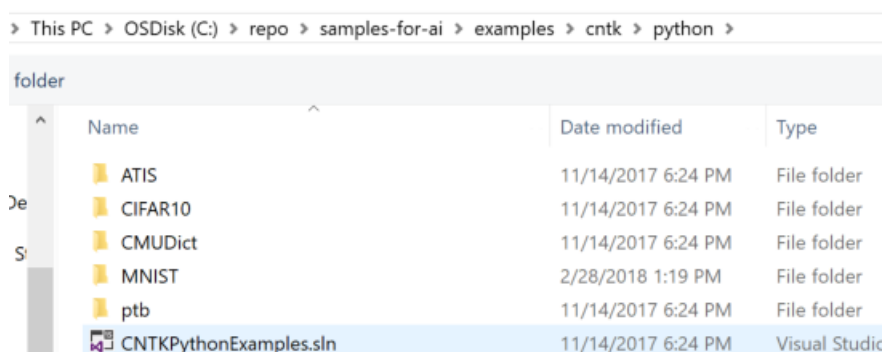 > This PC > OSDisk (C:) > repo > samples-for-ai > examples > cntk > python >
folder
Name Date modified Type
ATIS 11/14/2017 6:24 PM File folder
CIFAR10 11/14/2017 6:24 PM File folder
CMUDict 11/14/2017 6:24 PM File folder
MNIST 2/28/2018 1:19 PM File folder
ptb 11/14/2017 6:24 PM File folder
CNTKPythonExamples.sln 11/14/2017 6:24 PM Visual Studio